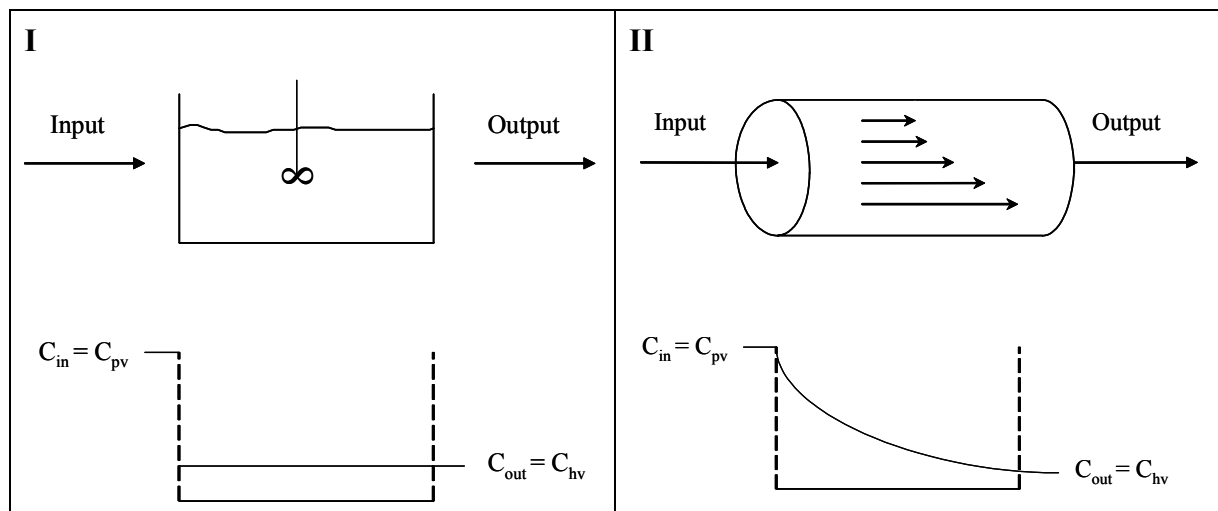 I
Input
Output
C_in = C_pv
C_out = C_hv
II
Input
Output
C_in = C_pv
C_out = C_hv